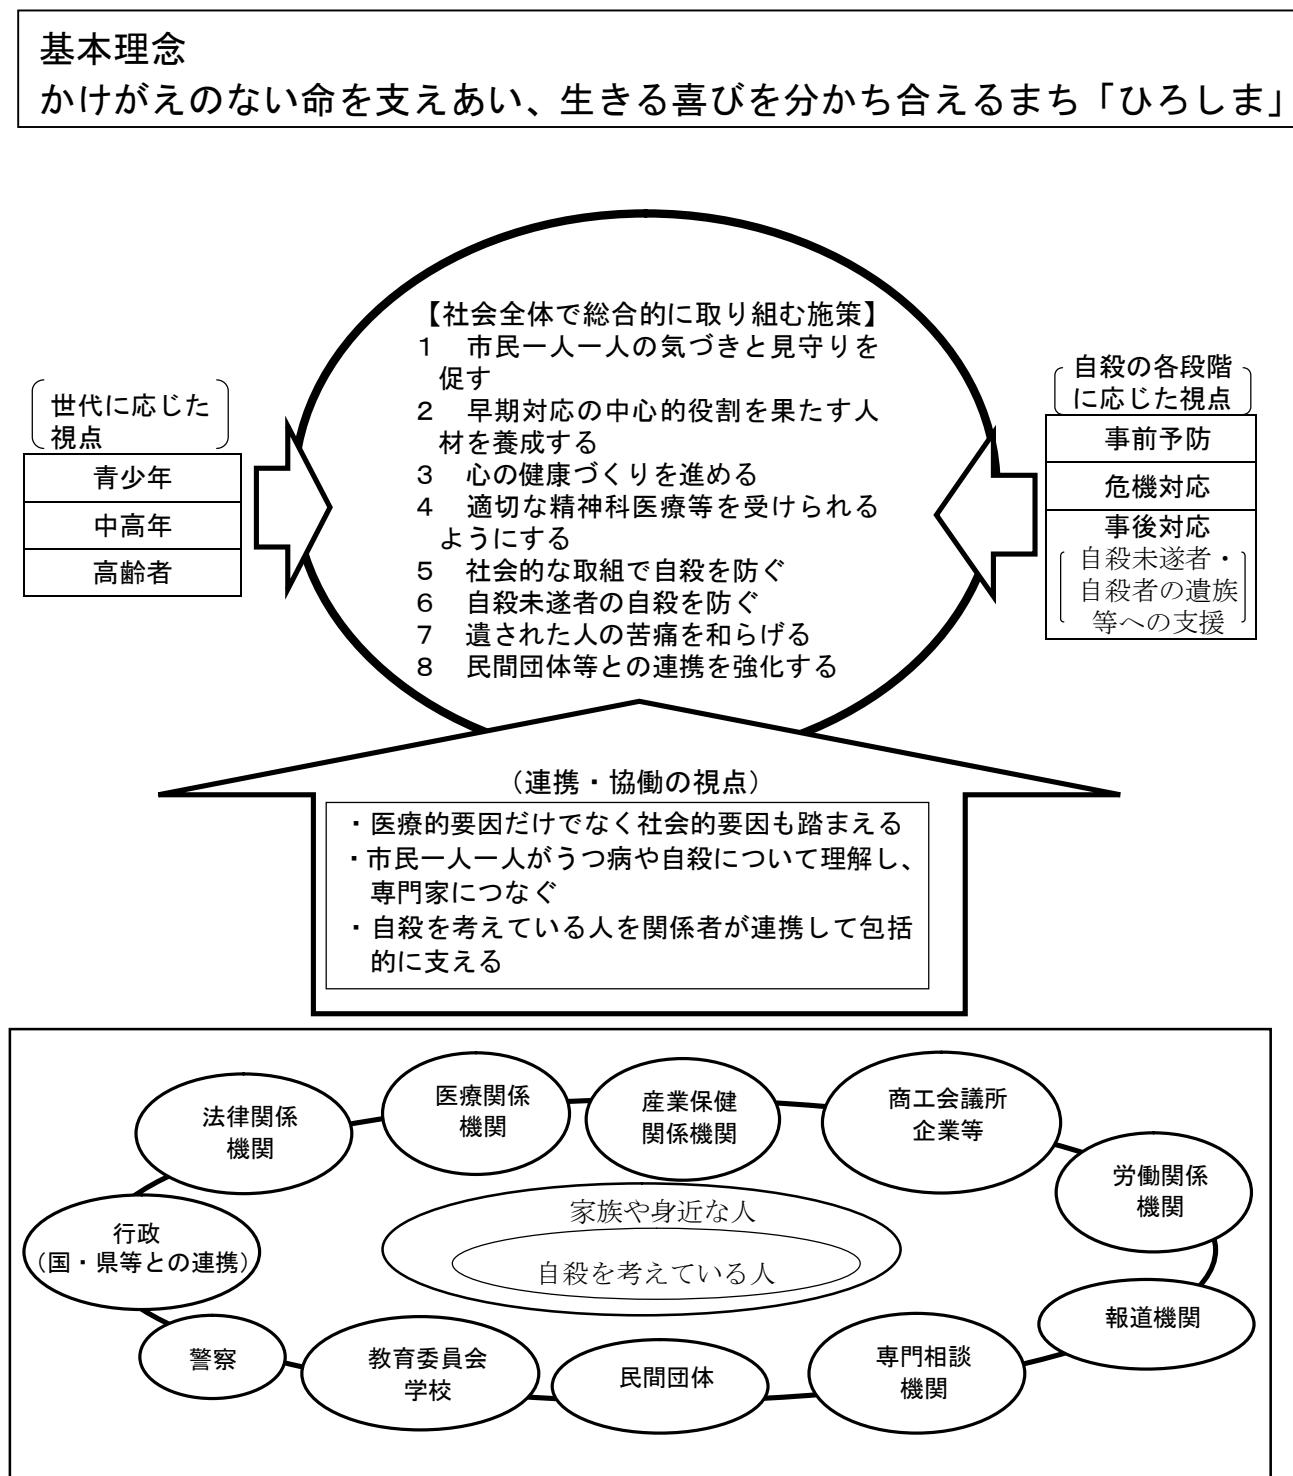 基本理念
かけがえのない命を支えあい、生きる喜びを分かち合えるまち「ひろしま」
【社会全体で総合的に取り組む施策】
１　市民一人一人の気づきと見守りを
促す
２　早期対応の中心的役割を果たす人
材を養成する
３　心の健康づくりを進める
４　適切な精神科医療等を受けられる
ようにする
５　社会的な取組で自殺を防ぐ
６　自殺未遂者の自殺を防ぐ
７　遺された人の苦痛を和らげる
８　民間団体等との連携を強化する
世代に応じた
視点
青少年
中高年
高齢者
自殺の各段階
に応じた視点
事前予防
危機対応
事後対応
自殺未遂者・
自殺者の遺族
等への支援
（連携・協働の視点）
・医療的要因だけでなく社会的要因も踏まえる
・市民一人一人がうつ病や自殺について理解し、
専門家につなぐ
・自殺を考えている人を関係者が連携して包括
的に支える
法律関係
機関
医療関係
機関
産業保健
関係機関
商工会議所
企業等
労働関係
機関
行政
（国・県等との連携）
家族や身近な人
自殺を考えている人
報道機関
警察
教育委員会
学校
民間団体
専門相談
機関